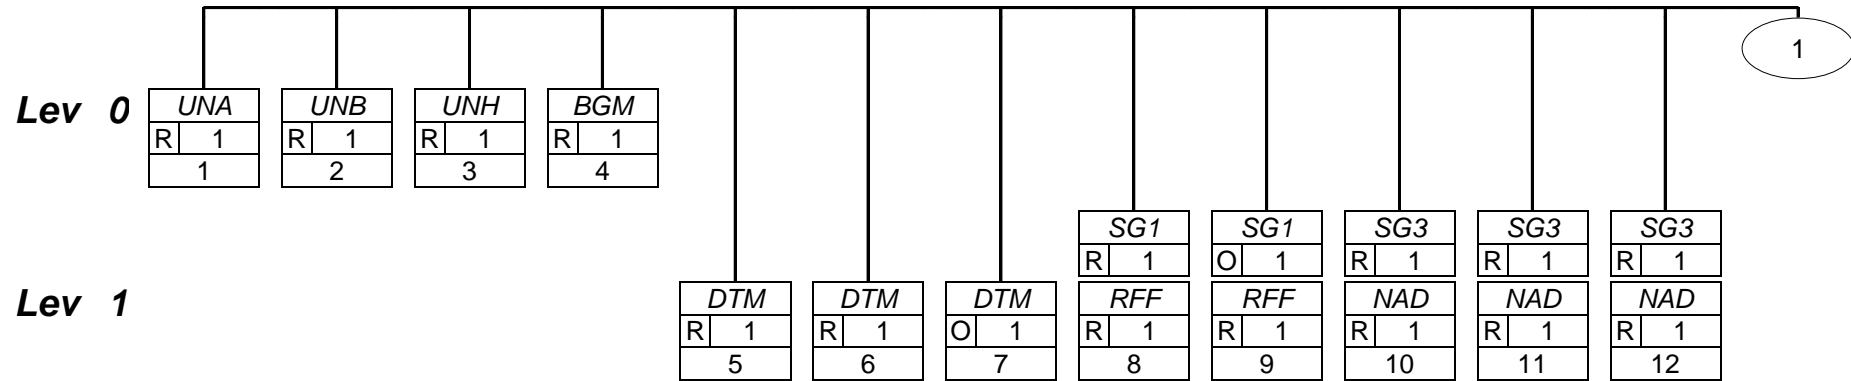 1
Lev 0 UNA UNB UNH BGM
R 1 R 1 R 1 R 1
1 2 3 4
SG1 SG1 SG3 SG3 SG3
R 1 O 1 R 1 R 1 R 1
Lev 1 DTM DTM DTM RFF RFF NAD NAD NAD
R 1 R 1 O 1 R 1 R 1 R 1 R 1 R 1
5 6 7 8 9 10 11 12